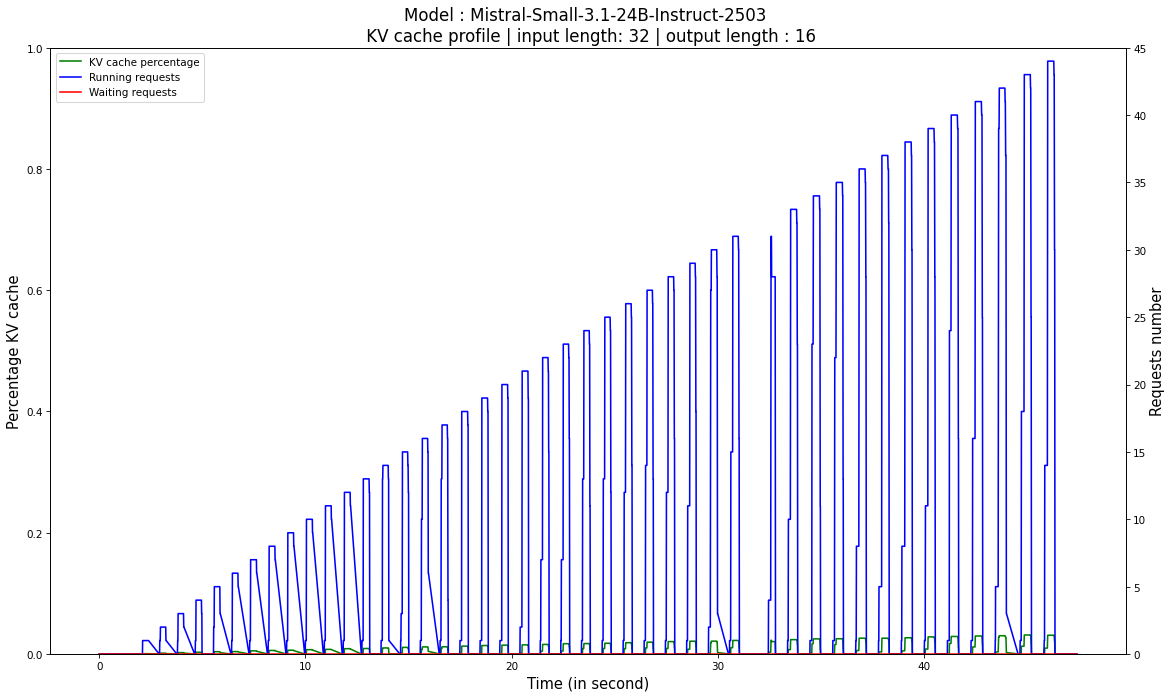 Model : Mistral-Small-3.1-24B-Instruct-2503
KV cache profile | input length: 32 | output length : 16
KV cache percentage
Running requests
Waiting requests
Percentage KV cache
1.0
0.8
0.6
0.4
0.2
0.0
45
40
35
30
25
20
15
10
5
0
Requests number
0 10 20 30 40
Time (in second)